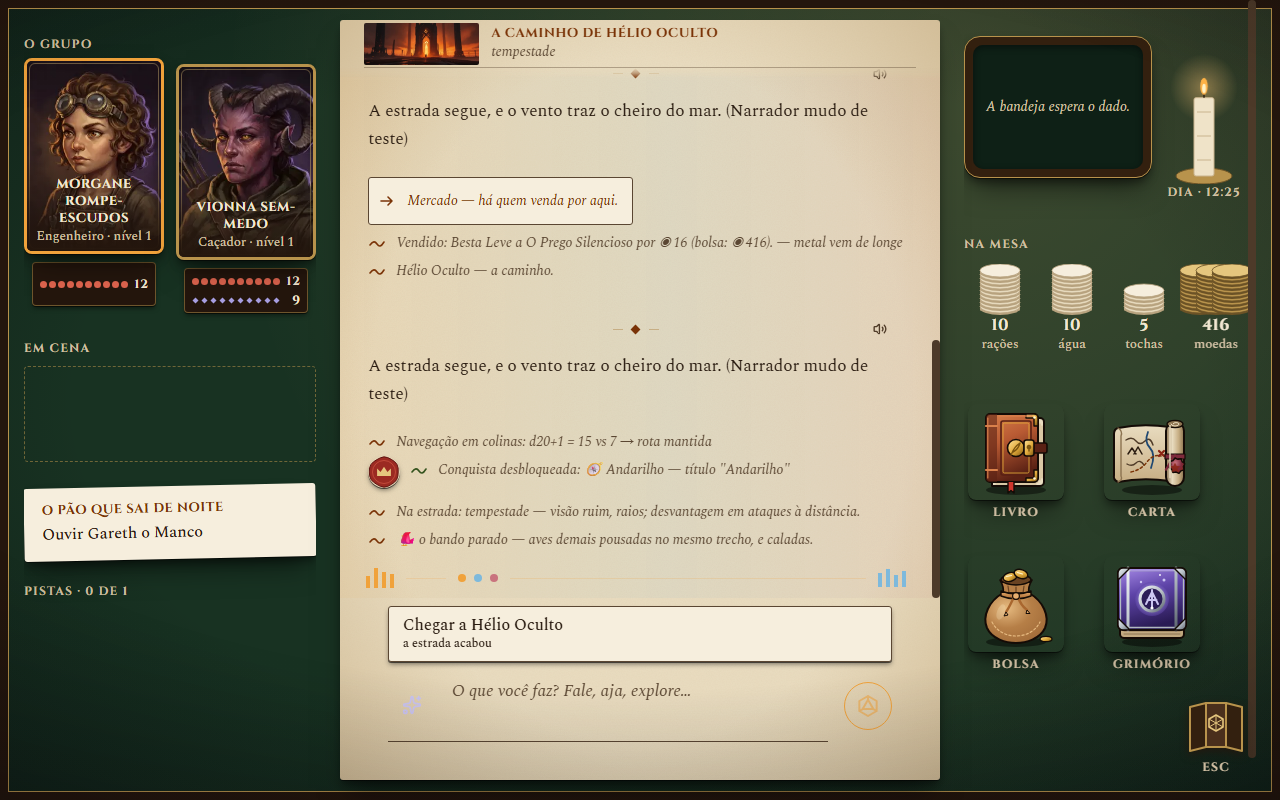 O GRUPO
MORGANE
ROMPE-
ESCUDOS
Engenheiro · nível 1
12
VIONNA SEM-
MEDO
Caçador · nível 1
12
9
EM CENA
O PÃO QUE SAI DE NOITE
Ouvir Gareth o Manco
PISTAS · 0 DE 1
A CAMINHO DE HÉLIO OCULTO
tempestade
A estrada segue, e o vento traz o cheiro do mar. (Narrador mudo de
teste)
→ Mercado — há quem venda por aqui.
Vendido: Besta Leve a O Prego Silencioso por ◉ 16 (bolsa: ◉ 416). — metal vem de longe
Hélio Oculto — a caminho.
A estrada segue, e o vento traz o cheiro do mar. (Narrador mudo de
teste)
Navegação em colinas: d20+1 = 15 vs 7 → rota mantida
Conquista desbloqueada: 🧭 Andarilho — título "Andarilho"
Na estrada: tempestade — visão ruim, raios; desvantagem em ataques à distância.
o bando parado — aves demais pousadas no mesmo trecho, e caladas.
Chegar a Hélio Oculto
a estrada acabou
O que você faz? Fale, aja, explore...
A bandeja espera o dado.
DIA · 12:25
NA MESA
10
rações
10
água
5
tochas
416
moedas
LIVRO
CARTA
BOLSA
GRIMÓRIO
ESC